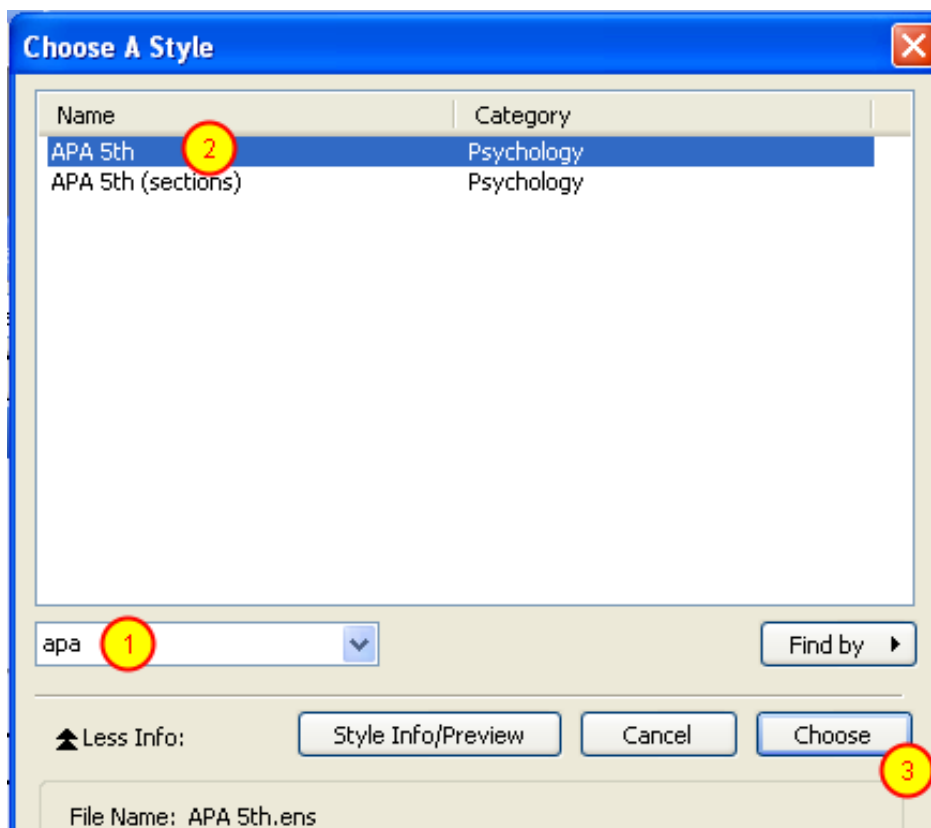 Choose A Style
Name Category
APA 5th 2 Psychology
APA 5th (sections) Psychology
apa 1 Find by
Less Info: Style Info/Preview Cancel Choose
3
File Name: APA 5th.ens